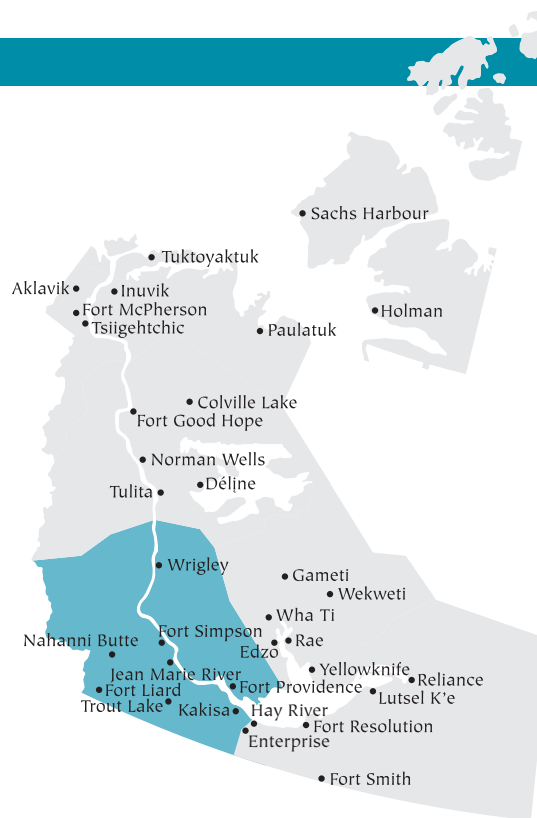 Sachs Harbour
Tuktoyaktuk
Aklavik
Inuvik
Fort McPherson
Holman
Tsiigehtchic
Paulatuk
Colville Lake
Fort Good Hope
Norman Wells
Délįne
Tulita
Wrigley
Gameti
Wekweti
Wha Ti
Fort Simpson
Nahanni Butte
Rae
Edzo
Yellowknife
Jean Marie River
Reliance
Fort Providence
Fort Liard
Lutsel K'e
Trout Lake
Kakisa
Hay River
Fort Resolution
Enterprise
Fort Smith